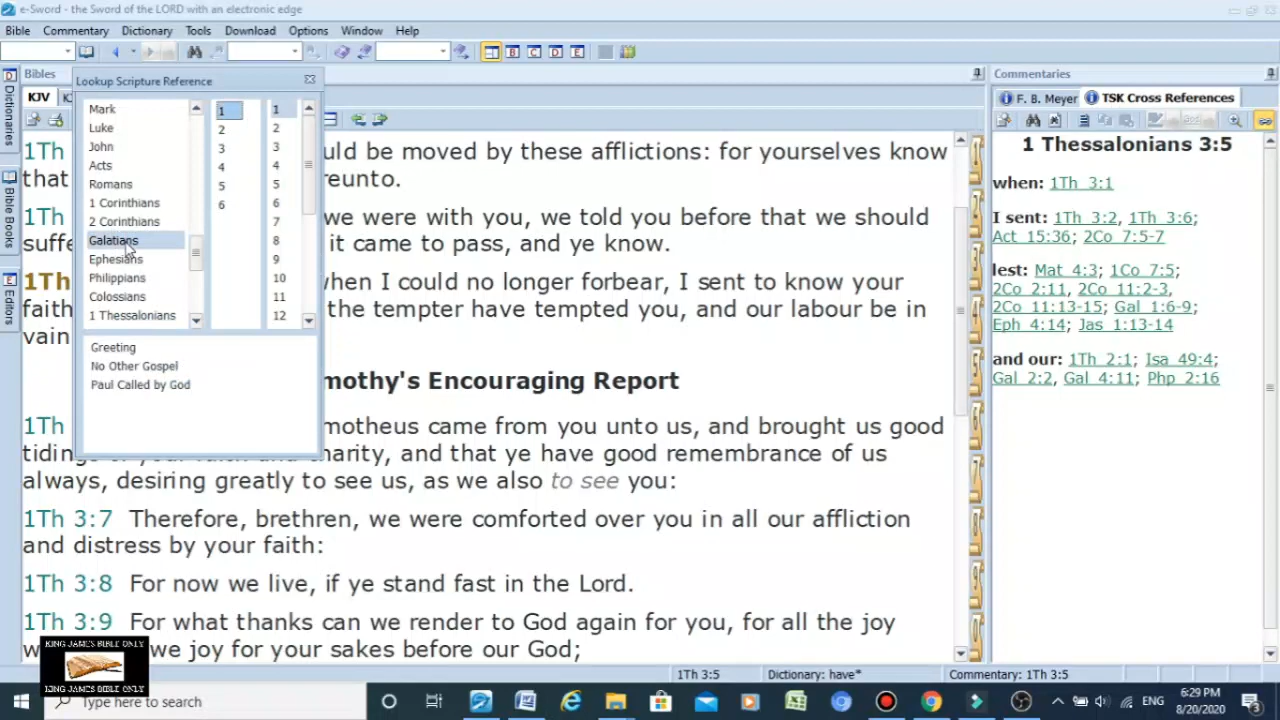 e-Sword - the Sword of the LORD with an electronic edge
Bible Commentary Dictionary Tools Download Options Window Help
B C D E
Bibles
KJV
Dictionaries
Bible Books
Editors
Lookup Scripture Reference
Mark
Luke
John
Acts
Romans
1 Corinthians
2 Corinthians
Galatians
Ephesians
Philippians
Colossians
1 Thessalonians
1
2
3
4
5
6
1
2
3
4
5
6
7
8
9
10
11
12
Greeting
No Other Gospel
Paul Called by God
1Th uld be moved by these afflictions: for yourselves know
that reunto.
1Th we were with you, we told you before that we should
suffe it came to pass, and ye know.
1Th when I could no longer forbear, I sent to know your
faith the tempter have tempted you, and our labour be in
vain
mothy's Encouraging Report
1Th motheus came from you unto us, and brought us good
tidings of your faith and charity, and that ye have good remembrance of us
always, desiring greatly to see us, as we also to see you:
1Th 3:7 Therefore, brethren, we were comforted over you in all our affliction
and distress by your faith:
1Th 3:8 For now we live, if ye stand fast in the Lord.
1Th 3:9 For what thanks can we render to God again for you, for all the joy
w we joy for your sakes before our God;
Commentaries
F. B. Meyer TSK Cross References
1 Thessalonians 3:5
when: 1Th 3:1
I sent: 1Th 3:2, 1Th 3:6;
Act 15:36; 2Co 7:5-7
lest: Mat 4:3; 1Co 7:5;
2Co 2:11, 2Co 11:2-3,
2Co 11:13-15; Gal 1:6-9;
Eph 4:14; Jas 1:13-14
and our: 1Th 2:1; Isa 49:4;
Gal 2:2, Gal 4:11; Php 2:16
1Th 3:5 Dictionary: have* Commentary: 1Th 3:5
KING JAMES BIBLE ONLY
KING JAMES BIBLE ONLY
Type here to search
ENG
6:29 PM
8/20/2020
3